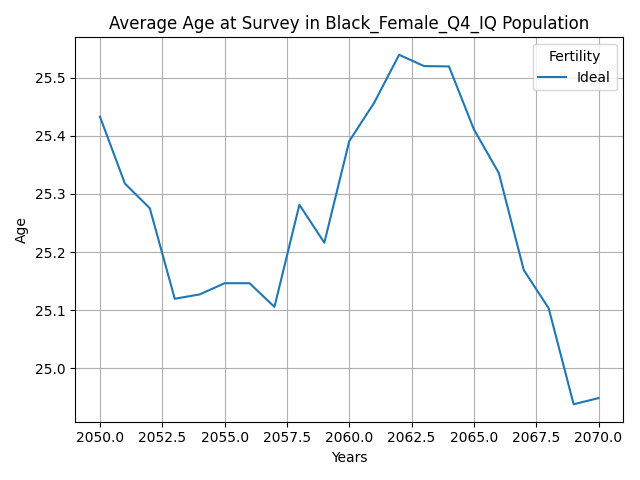 Average Age at Survey in Black_Female_Q4_IQ Population
Fertility
Ideal
25.5
25.4
25.3
25.2
25.1
25.0
Age
2050.0 2052.5 2055.0 2057.5 2060.0 2062.5 2065.0 2067.5 2070.0
Years